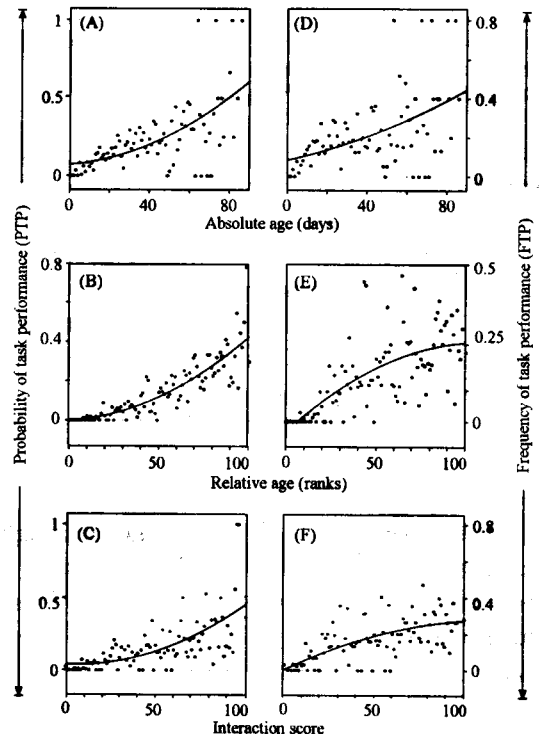 Probability of task performance (PTP)
Frequency of task performance (FTP)
(A)
1
0.5
0
0 40 80
(D)
0.8
0.4
0
0 40 80
Absolute age (days)
(B)
0.8
0.4
0
0 50 100
(E)
0.5
0.25
0
0 50 100
Relative age (ranks)
(C)
1
0.5
0
0 50 100
(F)
0.8
0.4
0
0 50 100
Interaction score